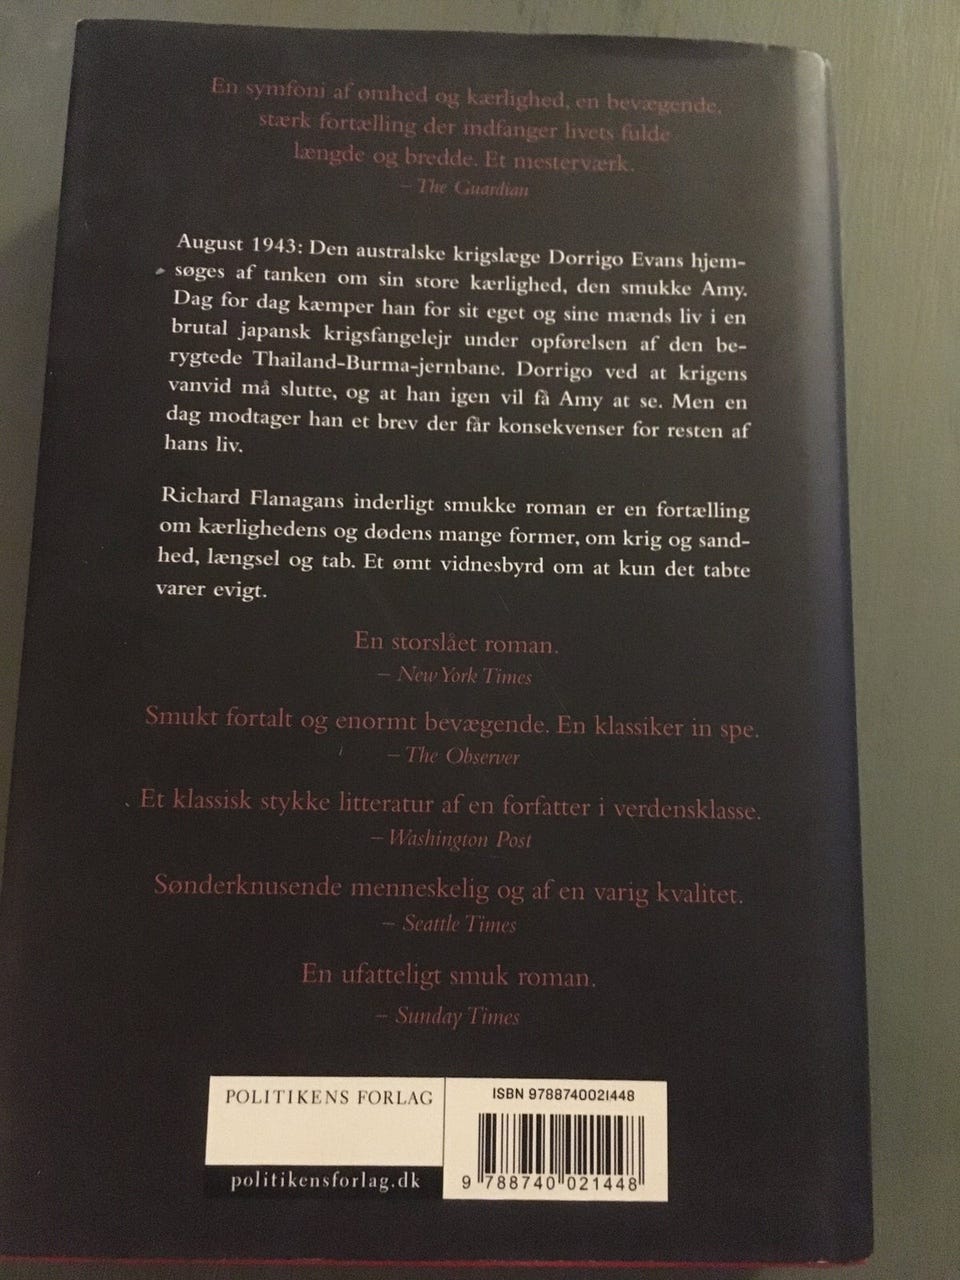 En symfoni af ømhed og kærlighed, en bevægende,
stærk fortælling der indfanger livets fulde
længde og bredde. Et mesterværk.
– The Guardian
August 1943: Den australske krigslæge Dorrigo Evans hjem-
søges af tanken om sin store kærlighed, den smukke Amy.
Dag for dag kæmper han for sit eget og sine mænds liv i en
brutal japansk krigsfangelejr under opførelsen af den be-
rygtede Thailand-Burma-jernbane. Dorrigo ved at krigens
vanvid må slutte, og at han igen vil få Amy at se. Men en
dag modtager han et brev der får konsekvenser for resten af
hans liv.
Richard Flanagans inderligt smukke roman er en fortælling
om kærlighedens og dødens mange former, om krig og sand-
hed, længsel og tab. Et ømt vidnesbyrd om at kun det tabte
varer evigt.
En storslået roman.
– New York Times
Smukt fortalt og enormt bevægende. En klassiker in spe.
– The Observer
Et klassisk stykke litteratur af en forfatter i verdensklasse.
– Washington Post
Sønderknusende menneskelig og af en varig kvalitet.
– Seattle Times
En ufatteligt smuk roman.
– Sunday Times
POLITIKENS FORLAG
politikensforlag.dk
ISBN 9788740021448
9 788740 021448